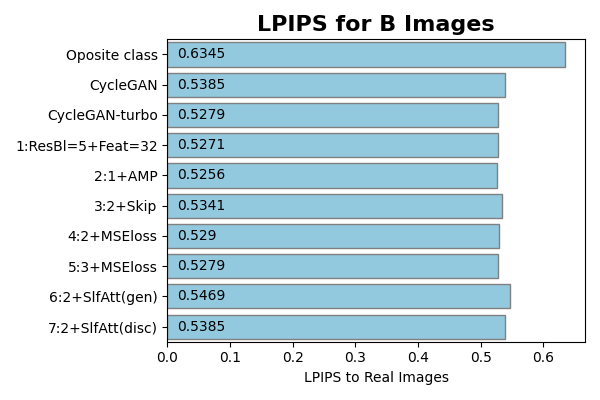 LPIPS for B Images
Oposite class 0.6345
CycleGAN 0.5385
CycleGAN-turbo 0.5279
1:ResBl=5+Feat=32 0.5271
2:1+AMP 0.5256
3:2+Skip 0.5341
4:2+MSEloss 0.529
5:3+MSEloss 0.5279
6:2+SlfAtt(gen) 0.5469
7:2+SlfAtt(disc) 0.5385
0.0 0.1 0.2 0.3 0.4 0.5 0.6
LPIPS to Real Images